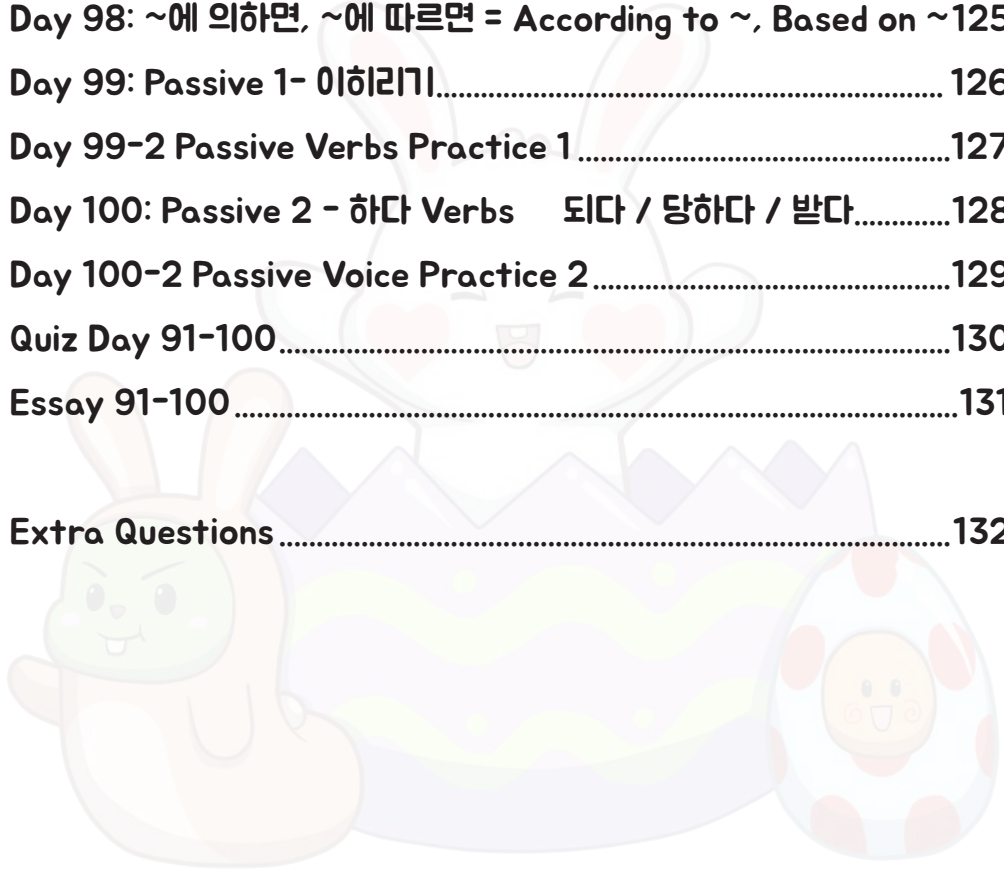 Day 98: ~에 의하면, ~에 따르면 = According to ~, Based on ~125
Day 99: Passive 1- 이히리기................................................................ 126
Day 99-2 Passive Verbs Practice 1..............................................127
Day 100: Passive 2 - 하다 Verbs 되다 / 당하다 / 받다............128
Day 100-2 Passive Voice Practice 2............................................129
Quiz Day 91-100...................................................................................130
Essay 91-100.........................................................................................131
Extra Questions...................................................................................132